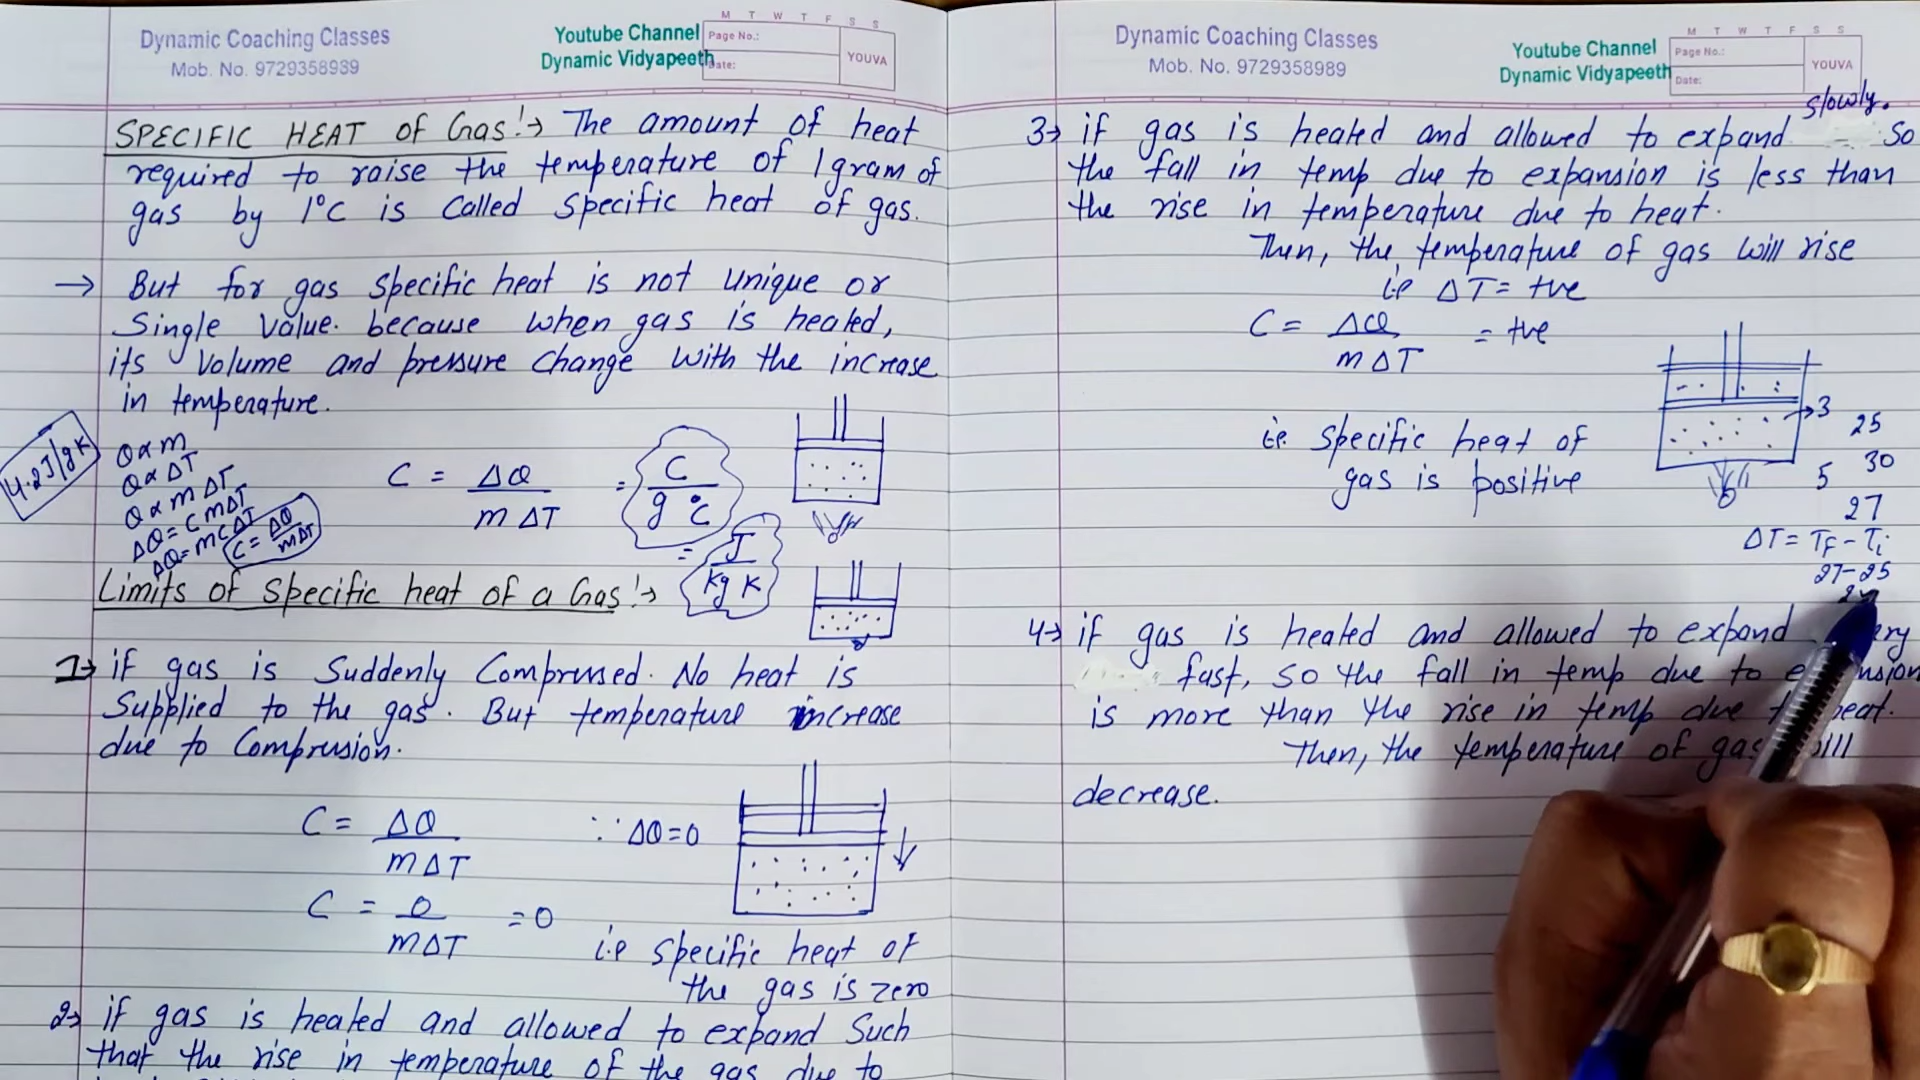 Dynamic Coaching Classes
Mob. No. 9729358989
Youtube Channel
Dynamic Vidyapeeth
M T W T F S S
Page No.:
Date:
YOUVA
SPECIFIC HEAT OF Gas!→ The amount of heat
required to raise the temperature of 1gram of
gas by 1°C is Called Specific heat of gas.
→ But for gas Specific heat is not unique or
Single Value. because when gas is heated,
its Volume and pressure Change with the increase
in temperature.
4.2J/gK
Q∝m
Q∝ΔT
Q∝mΔT
ΔQ=CmΔT
ΔQ=mCΔT
C=ΔQ/mΔT
C = ΔQ/mΔT = C/g°C
= J/kg K
Limits of Specific heat of a Gas!→
1→ if gas is Suddenly Compressed. No heat is
Supplied to the gas. But temperature increase
due to Compression.
C = ΔQ/mΔT ∵ ΔQ=0
C = 0/mΔT =0
i.e Specific heat of
the gas is zero
2→ if gas is heated and allowed to expand Such
that the rise in temperature of the gas due to
Dynamic Coaching Classes
Mob. No. 9729358989
Youtube Channel
Dynamic Vidyapeeth
M T W T F S S
Page No.:
Date:
YOUVA
slowly.
3→ if gas is heated and allowed to expand So
the fall in temp due to expansion is less than
the rise in temperature due to heat.
Then, the temperature of gas will rise
i.e ΔT= +ve
C = ΔQ/mΔT = +ve
→3
i.e. Specific heat of
gas is positive
25
30
5
27
ΔT = TF - Ti
27-25
2
4→ if gas is heated and allowed to expand
fast, so the fall in temp due to
is more than the rise in temp due
Then, the temperature of gas
decrease.